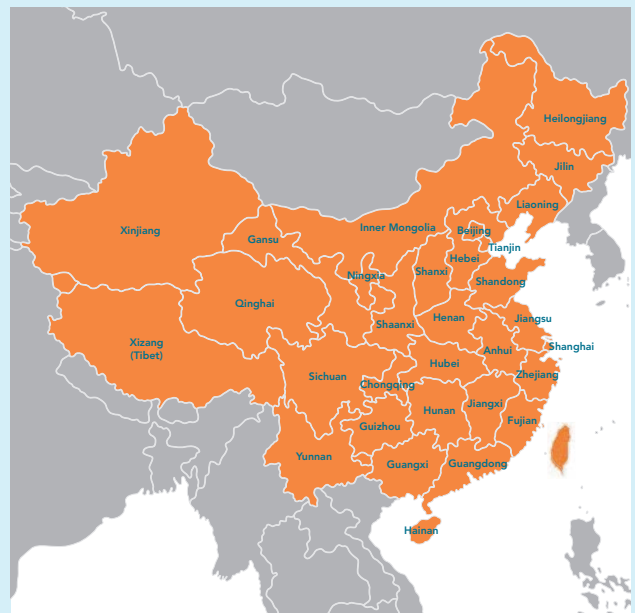 Heilongjiang
Jilin
Liaoning
Inner Mongolia
Beijing
Xinjiang
Gansu
Tianjin
Hebei
Shanxi
Ningxia
Shandong
Qinghai
Shaanxi
Henan
Jiangsu
Xizang
(Tibet)
Shanghai
Anhui
Hubei
Zhejiang
Sichuan
Chongqing
Hunan
Jiangxi
Fujian
Guizhou
Yunnan
Guangxi
Guangdong
Hainan